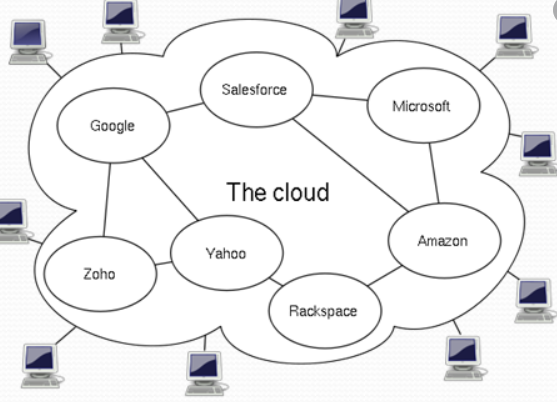 Salesforce
Microsoft
Google
The cloud
Amazon
Yahoo
Zoho
Rackspace